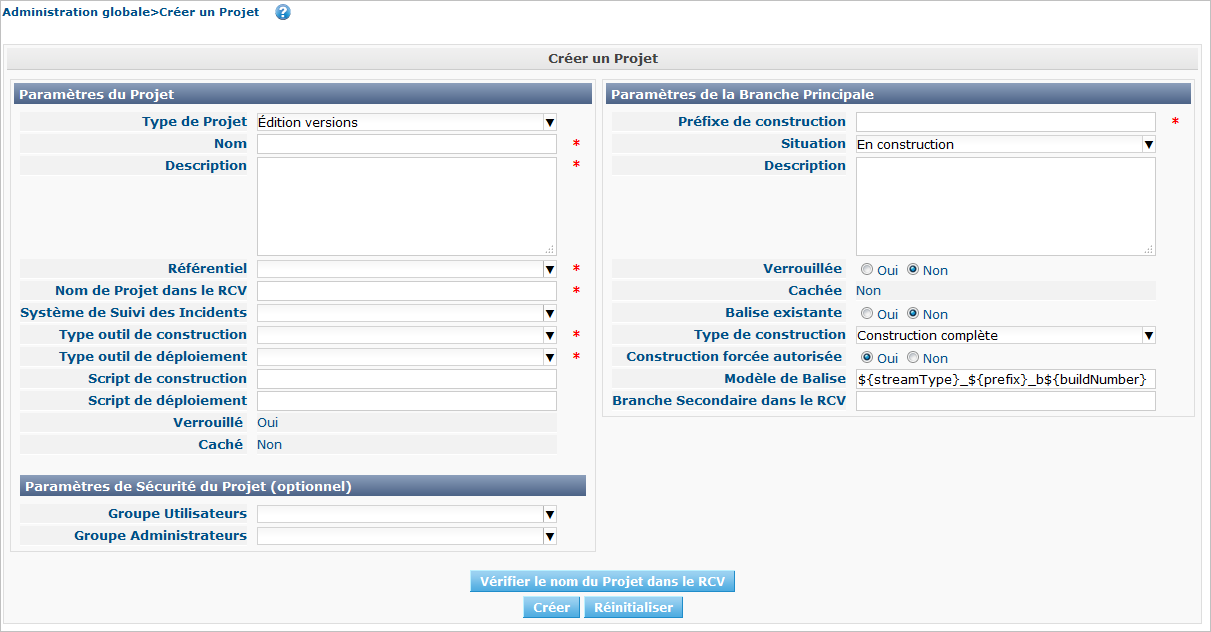 Administration globale>Créer un Projet ?
Créer un Projet
Paramètres du Projet
Type de Projet Édition versions
Nom *
Description *
Référentiel *
Nom de Projet dans le RCV *
Système de Suivi des Incidents
Type outil de construction *
Type outil de déploiement *
Script de construction
Script de déploiement
Verrouillé Oui
Caché Non
Paramètres de Sécurité du Projet (optionnel)
Groupe Utilisateurs
Groupe Administrateurs
Paramètres de la Branche Principale
Préfixe de construction *
Situation En construction
Description
Verrouillée Oui Non
Cachée Non
Balise existante Oui Non
Type de construction Construction complète
Construction forcée autorisée Oui Non
Modèle de Balise ${streamType}_${prefix}_b${buildNumber}
Branche Secondaire dans le RCV
Vérifier le nom du Projet dans le RCV
Créer Réinitialiser